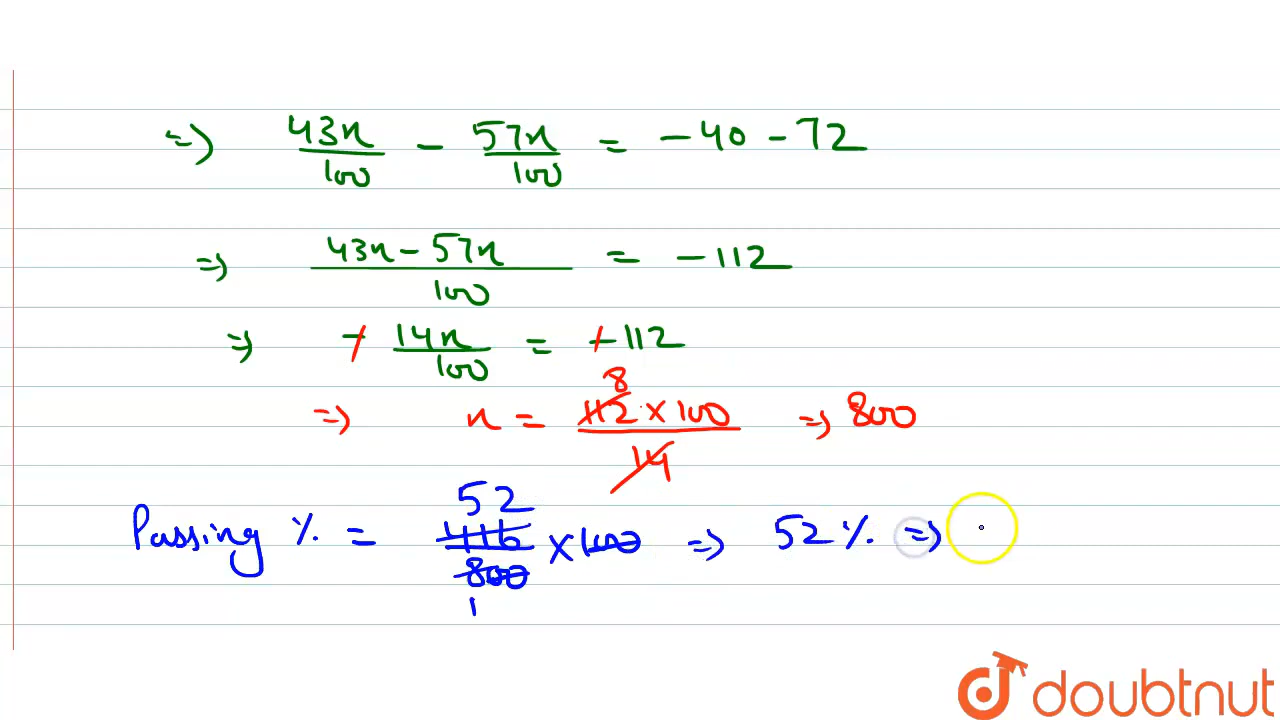 => 43x/100 - 57x/100 = -40 - 72
=> 43x - 57x/100 = -112
=> - 14x/100 = -112
8
=> x = 112 x 100/14 => 800
52
Passing % = 416/800 x 100 => 52% =>
1
doubtnut